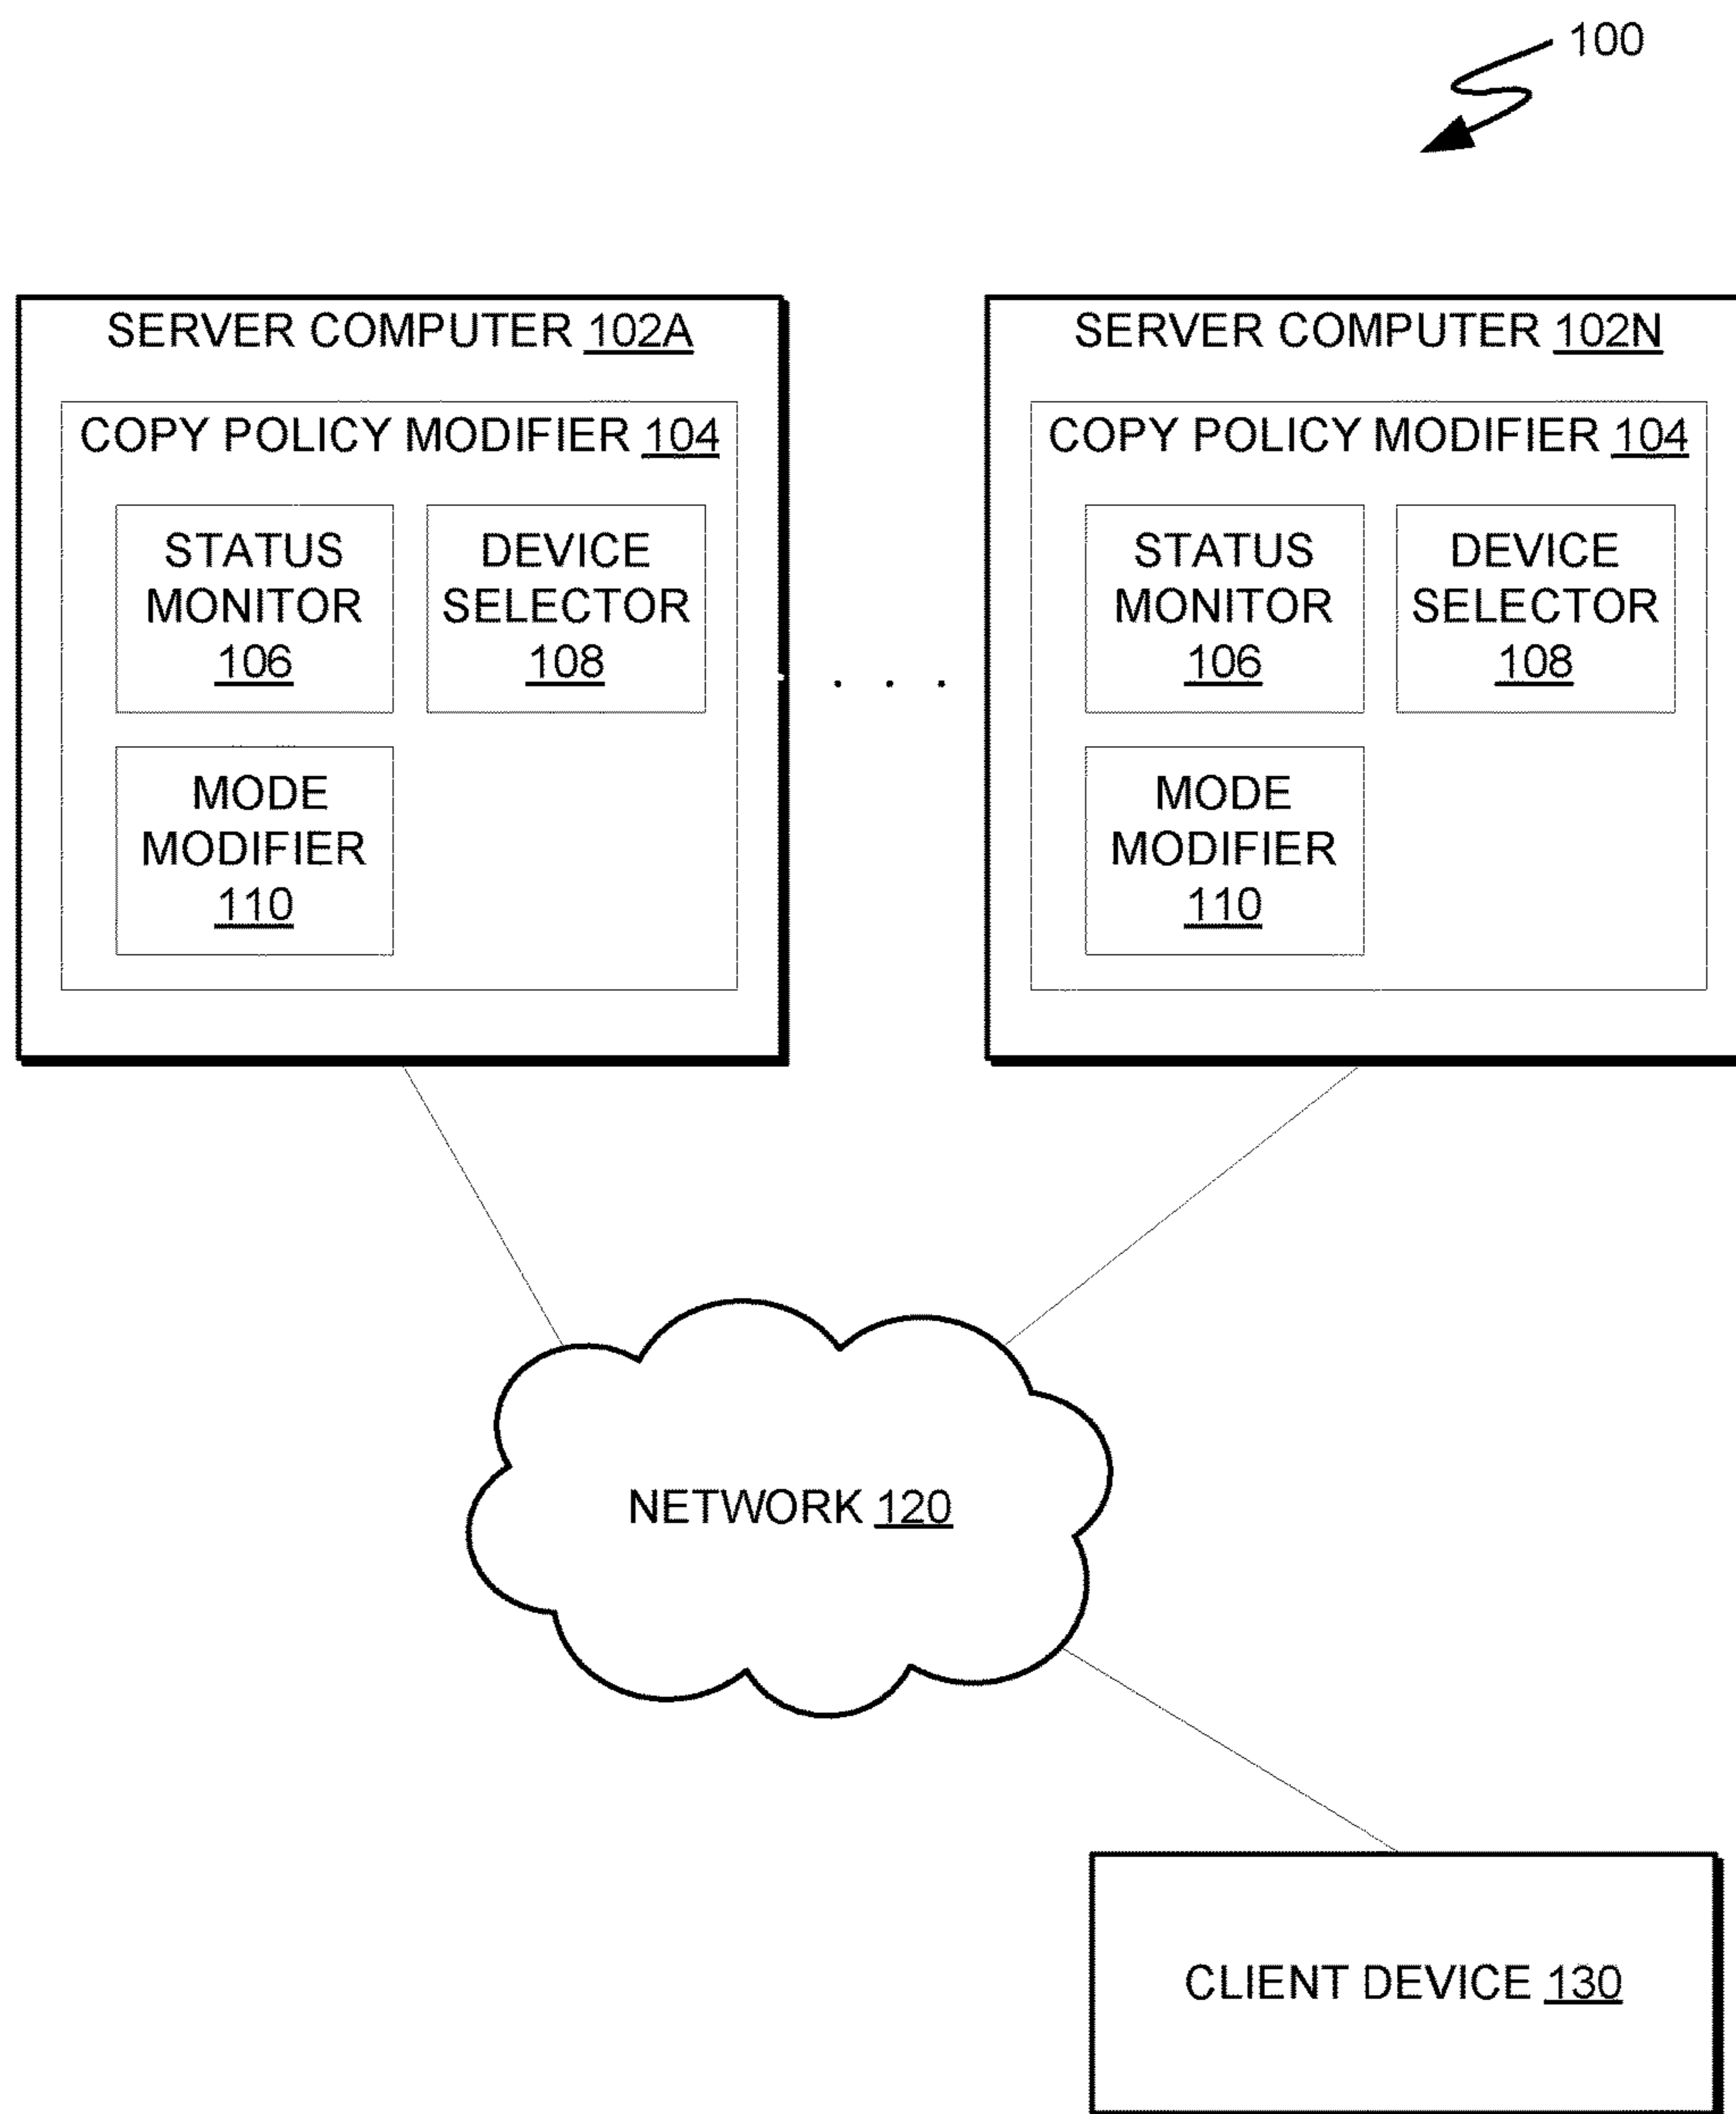 100
SERVER COMPUTER 102A
COPY POLICY MODIFIER 104
STATUS
MONITOR
106
DEVICE
SELECTOR
108
MODE
MODIFIER
110
. . .
SERVER COMPUTER 102N
COPY POLICY MODIFIER 104
STATUS
MONITOR
106
DEVICE
SELECTOR
108
MODE
MODIFIER
110
NETWORK 120
CLIENT DEVICE 130